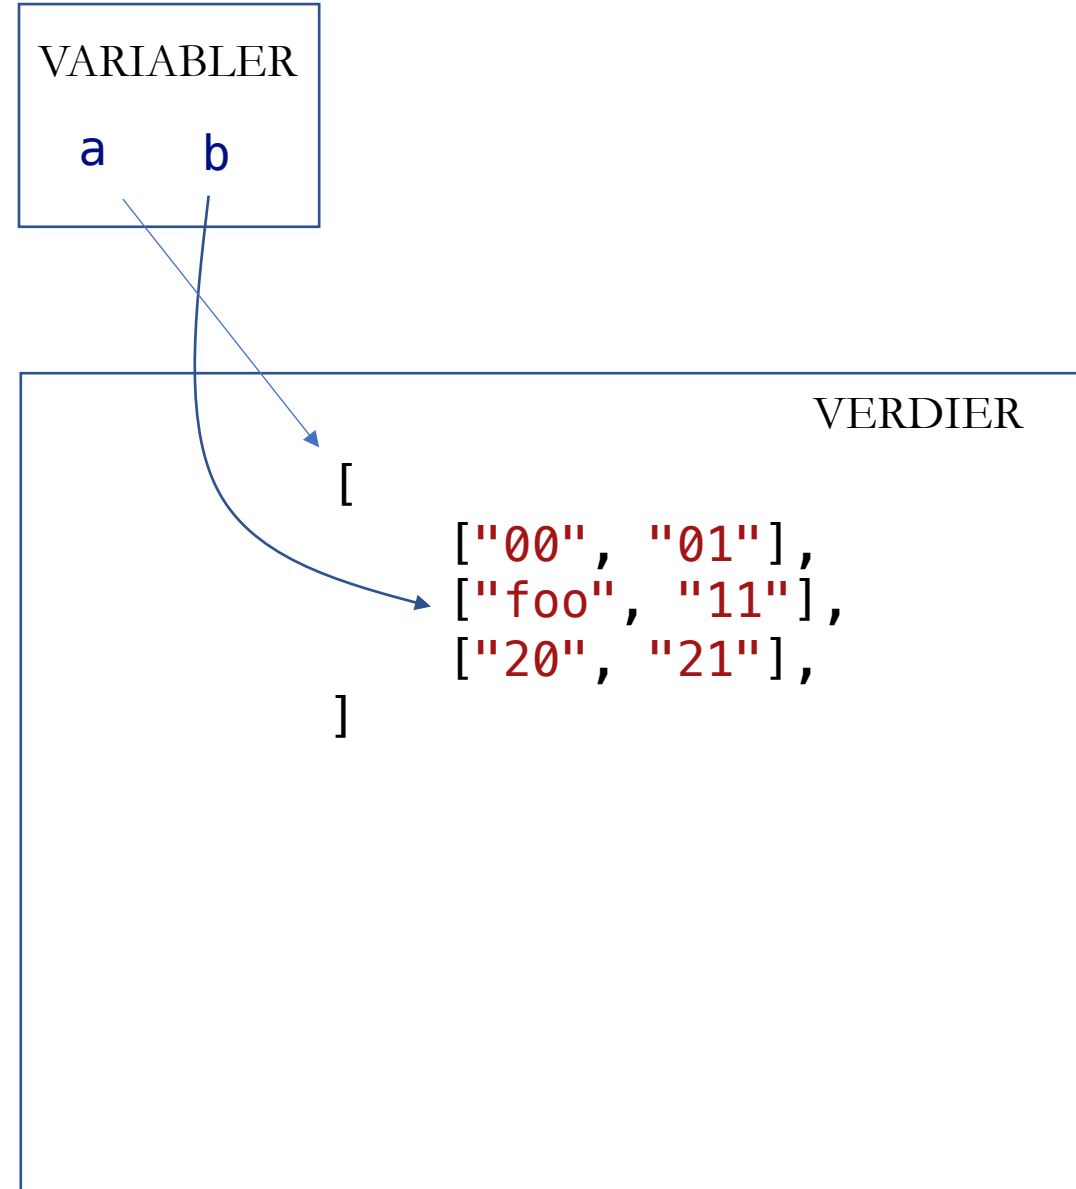 VARIABLER
a b
VERDIER
[
["00", "01"],
["foo", "11"],
["20", "21"],
]